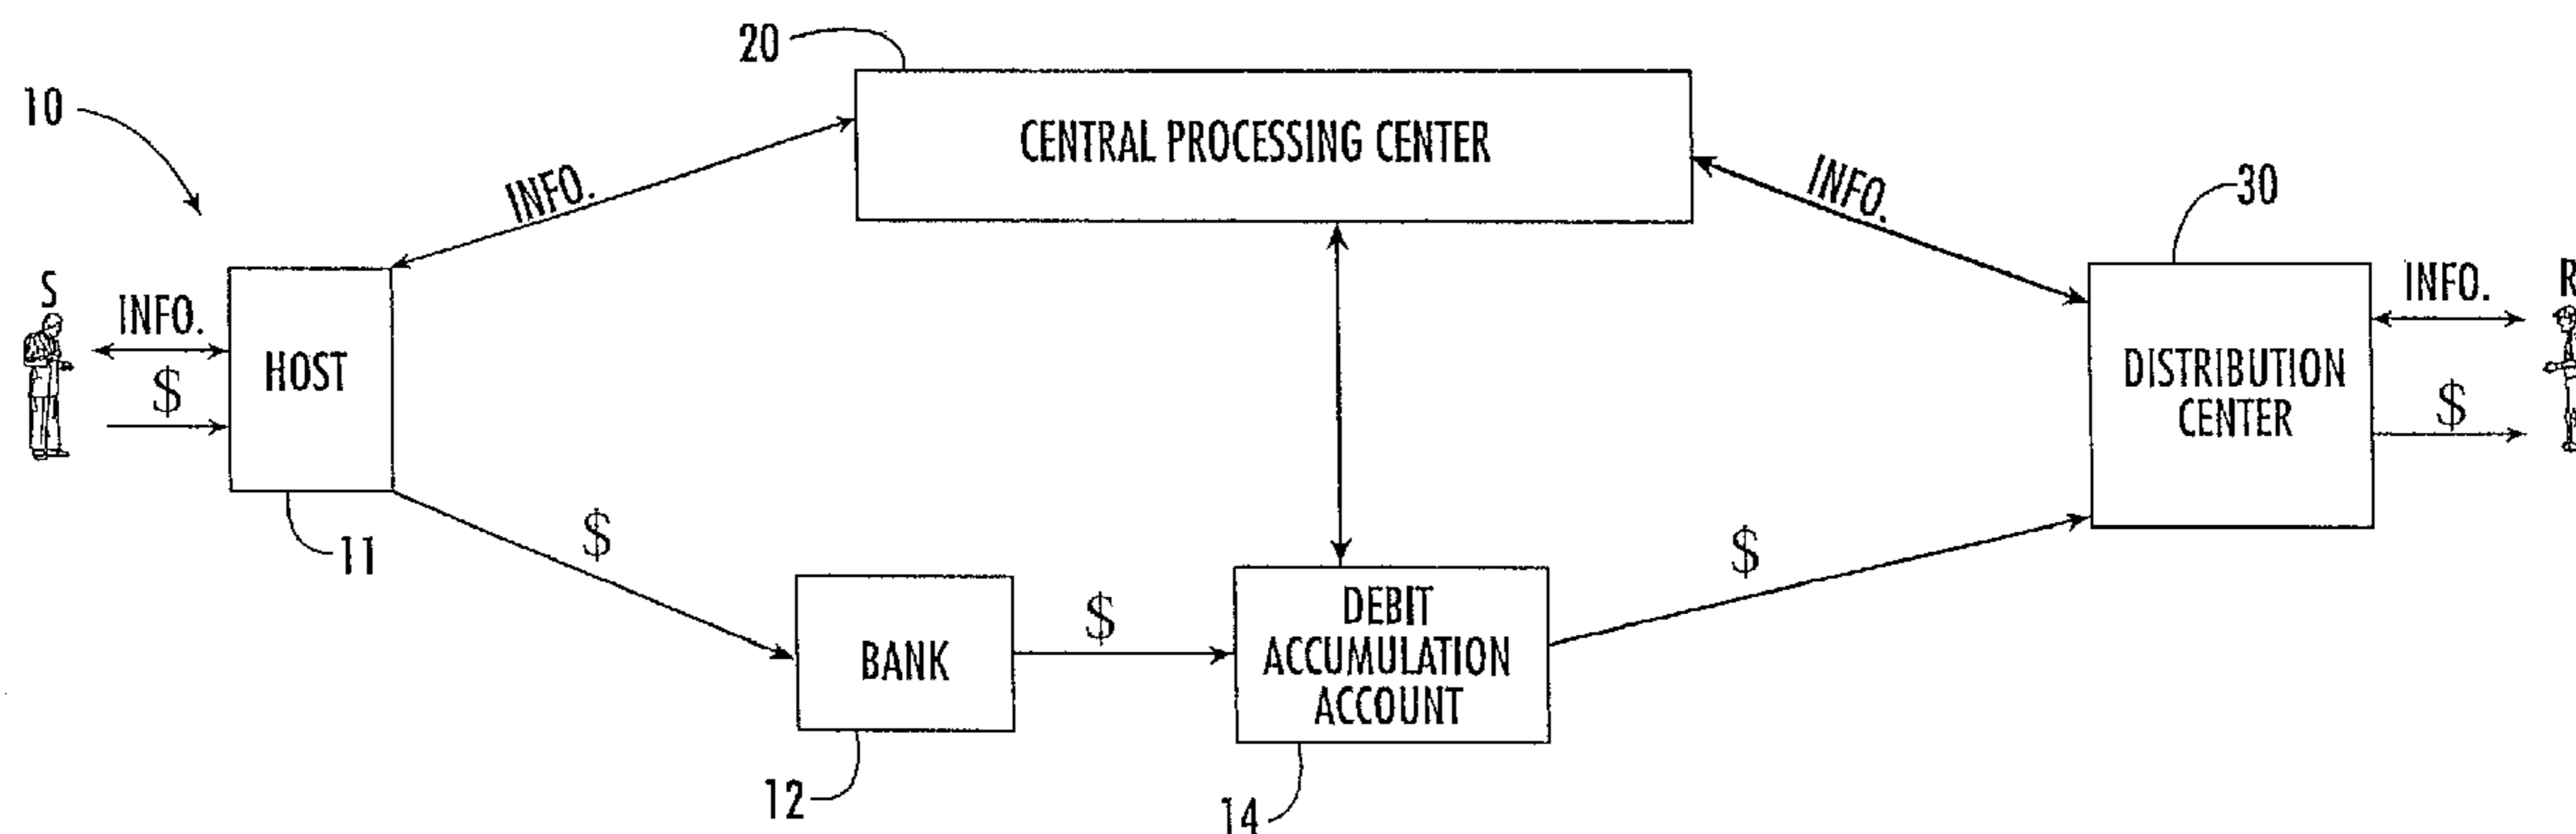 20
10
CENTRAL PROCESSING CENTER
INFO.
INFO.
30
S
INFO.
$
HOST
INFO.
R
$
DISTRIBUTION
CENTER
11
$
$
BANK
$
DEBIT
ACCUMULATION
ACCOUNT
12
14